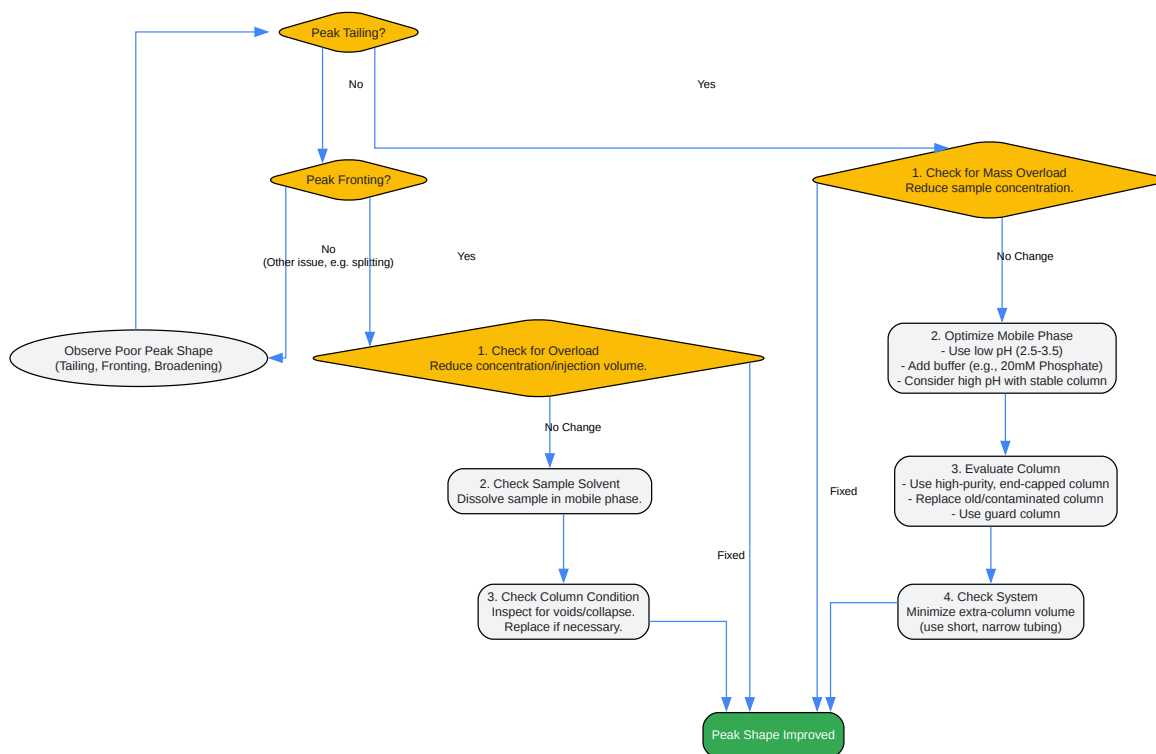 Peak Tailing?
No
Yes
Peak Fronting?
1. Check for Mass Overload
Reduce sample concentration.
No
(Other issue, e.g. splitting)
Yes
No Change
Observe Poor Peak Shape
(Tailing, Fronting, Broadening)
1. Check for Overload
Reduce concentration/injection volume.
2. Optimize Mobile Phase
- Use low pH (2.5-3.5)
- Add buffer (e.g., 20mM Phosphate)
- Consider high pH with stable column
No Change
2. Check Sample Solvent
Dissolve sample in mobile phase.
Fixed
3. Evaluate Column
- Use high-purity, end-capped column
- Replace old/contaminated column
- Use guard column
Fixed
3. Check Column Condition
Inspect for voids/collapse.
Replace if necessary.
4. Check System
Minimize extra-column volume
(use short, narrow tubing)
Peak Shape Improved